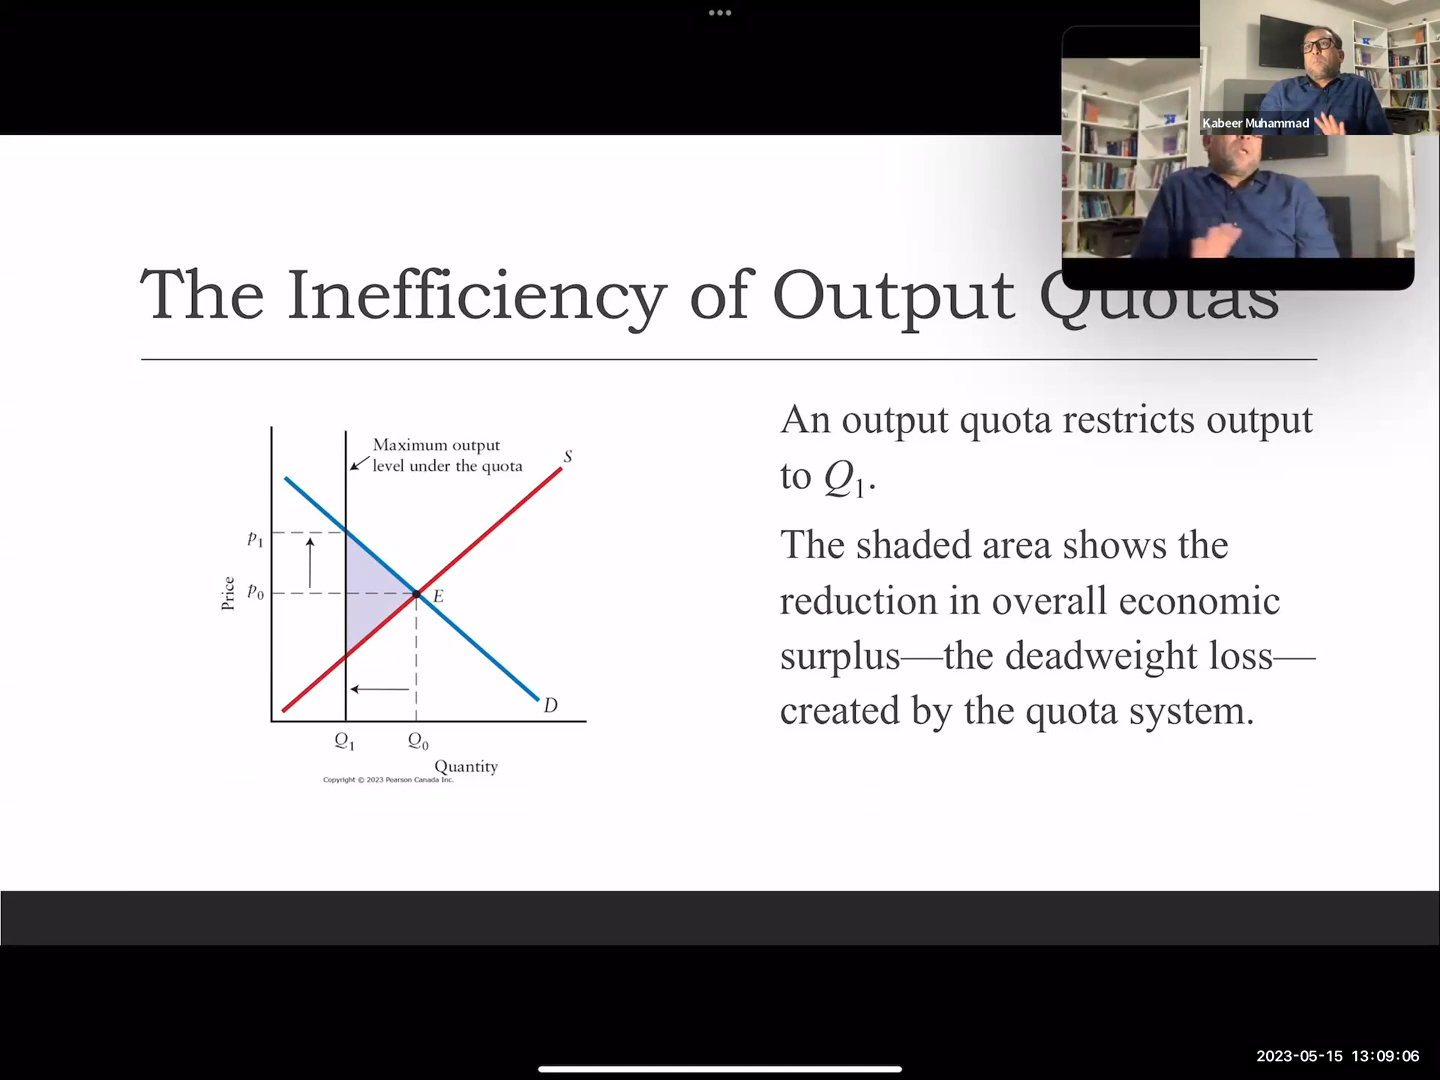 Kabeer Muhammad
The Inefficiency of Output Quotas
Maximum output
level under the quota
S
p1
p0
Price
E
D
Q1
Q0
Quantity
Copyright © 2023 Pearson Canada Inc.
An output quota restricts output
to Q1.
The shaded area shows the
reduction in overall economic
surplus—the deadweight loss—
created by the quota system.
2023-05-15 13:09:06